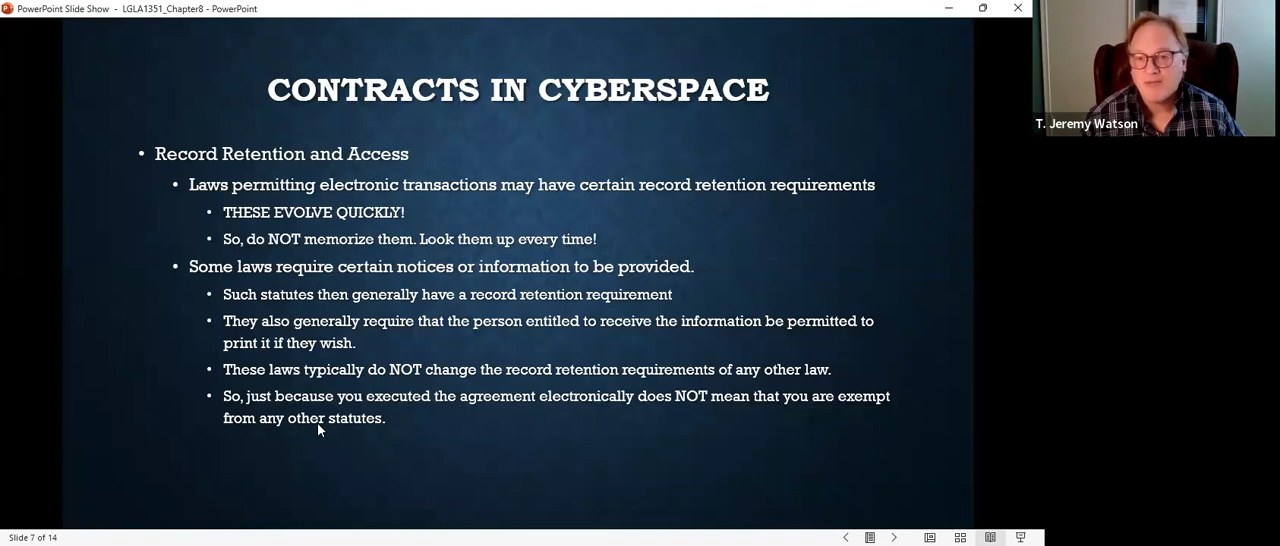 PowerPoint Slide Show - LGLA1351_Chapter8 - PowerPoint
T. Jeremy Watson
CONTRACTS IN CYBERSPACE
• Record Retention and Access
• Laws permitting electronic transactions may have certain record retention requirements
• THESE EVOLVE QUICKLY!
• So, do NOT memorize them. Look them up every time!
• Some laws require certain notices or information to be provided.
• Such statutes then generally have a record retention requirement
• They also generally require that the person entitled to receive the information be permitted to
print it if they wish.
• These laws typically do NOT change the record retention requirements of any other law.
• So, just because you executed the agreement electronically does NOT mean that you are exempt
from any other statutes.
Slide 7 of 14